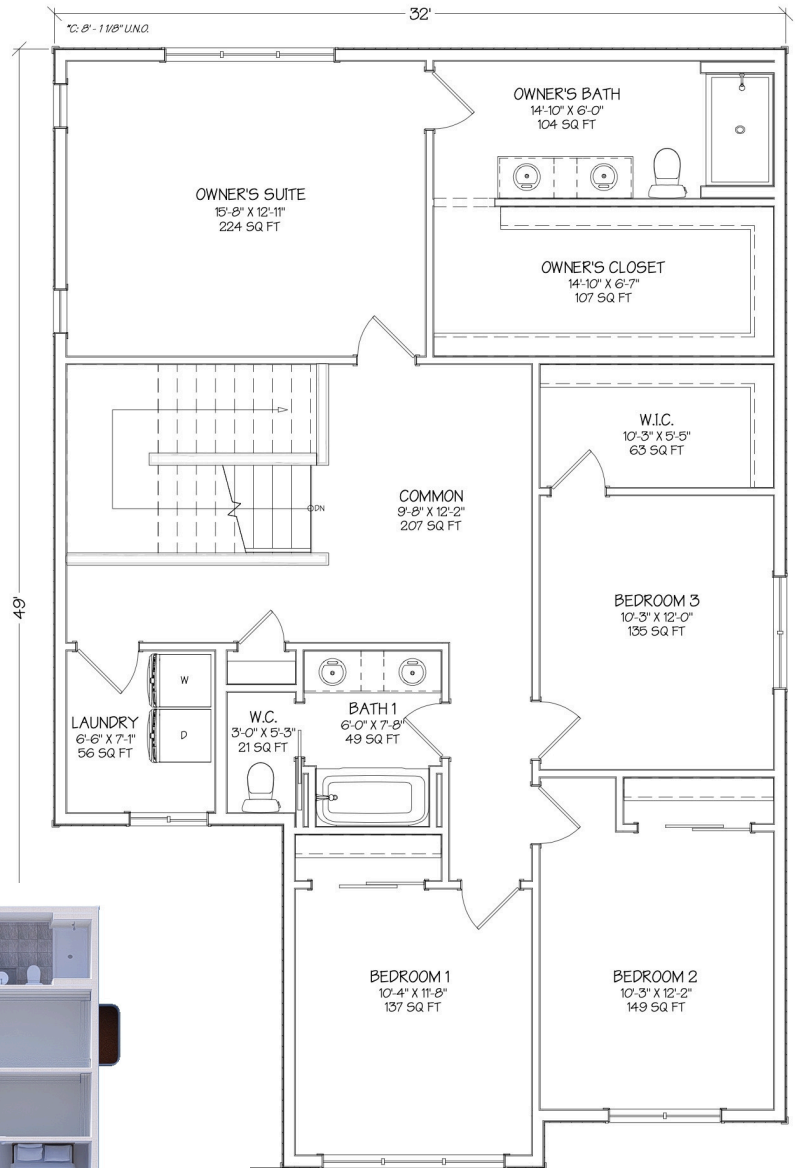 32'
*C: 8' - 1 1/8" U.N.O.
OWNER'S BATH
14'-10" X 6'-0"
104 SQ FT
OWNER'S SUITE
15'-8" X 12'-11"
224 SQ FT
OWNER'S CLOSET
14'-10" X 6'-7"
107 SQ FT
W.I.C.
10'-3" X 5'-5"
63 SQ FT
COMMON
9'-8" X 12'-2"
207 SQ FT
DN
49'
BEDROOM 3
10'-3" X 12'-0"
135 SQ FT
W
D
LAUNDRY
6'-6" X 7'-1"
56 SQ FT
W.C.
3'-0" X 5'-3"
21 SQ FT
BATH 1
6'-0" X 7'-8"
49 SQ FT
BEDROOM 1
10'-4" X 11'-8"
137 SQ FT
BEDROOM 2
10'-3" X 12'-2"
149 SQ FT